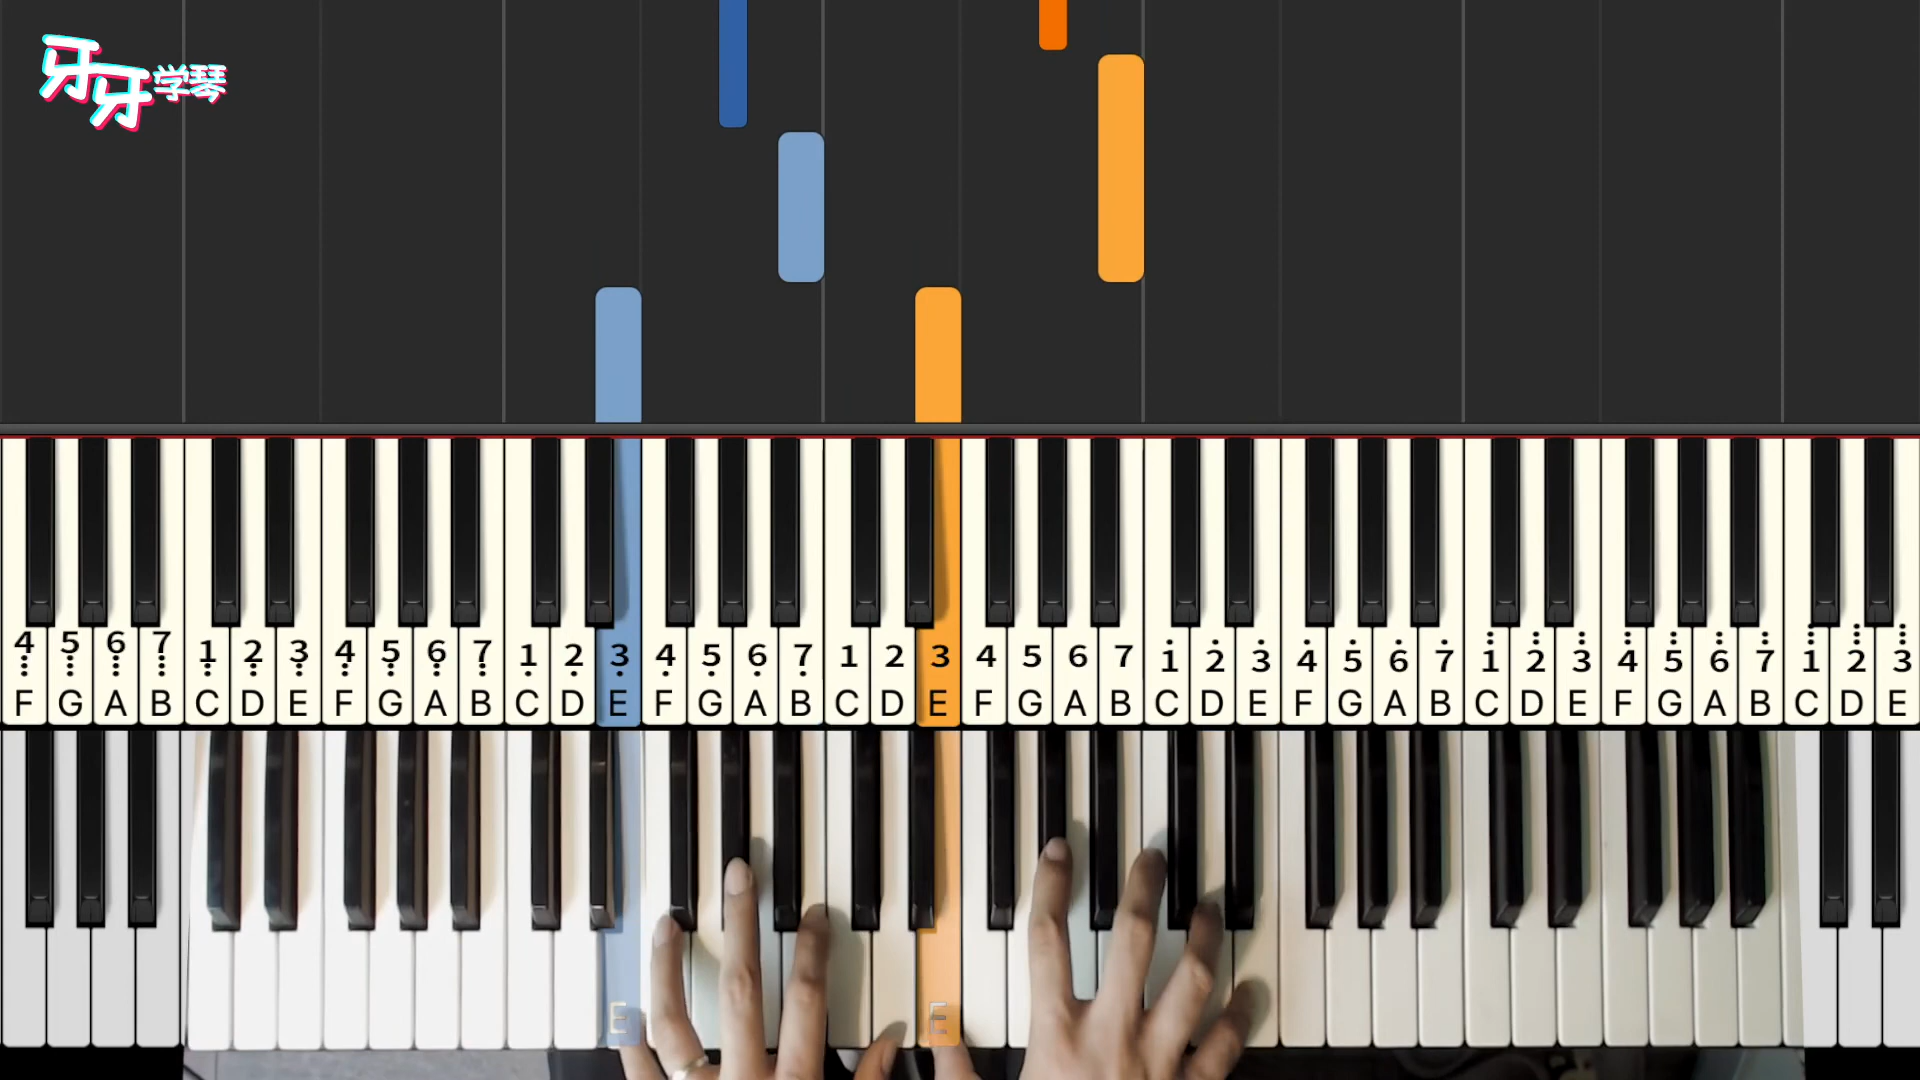 牙牙学琴
4 5 6 7 1 2 3 4 5 6 7 1 2 3 4 5 6 7 1 2 3 4 5 6 7 1 2 3 4 5 6 7 1 2 3 4 5 6 7 1 2 3
F G A B C D E F G A B C D E F G A B C D E F G A B C D E F G A B C D E F G A B C D E
E E